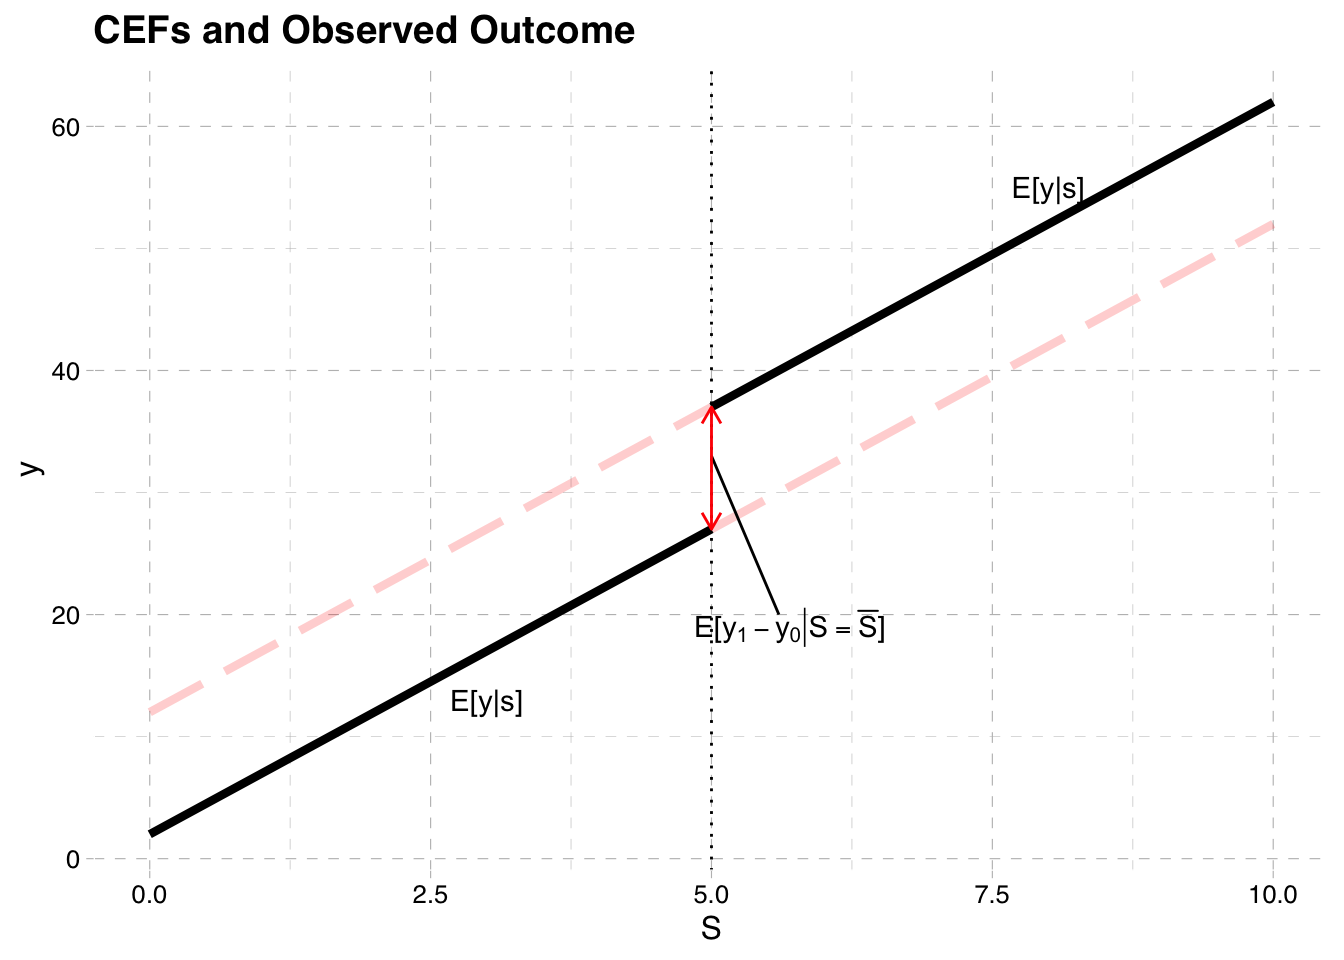 CEFs and Observed Outcome
60
40
20
0
y
E[y|s]
E[y₁ − y₀|S = S̅]
E[y|s]
0.0 2.5 5.0 7.5 10.0
S